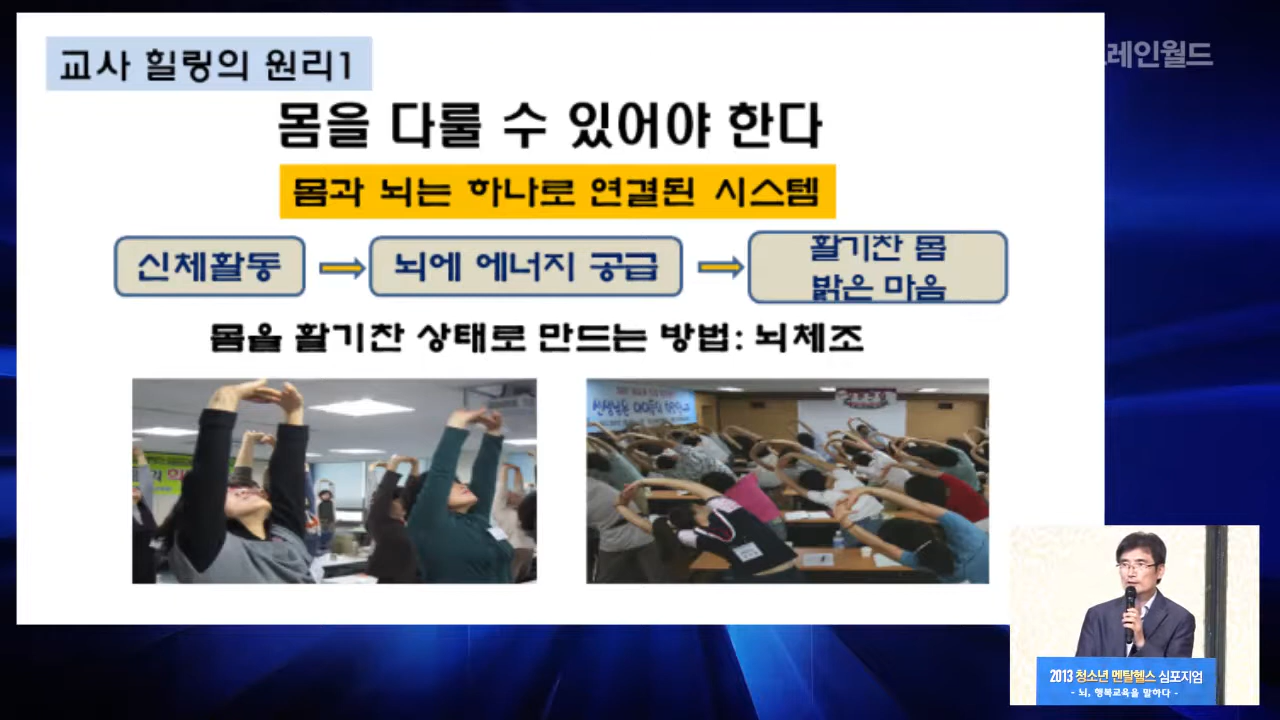 교사 힐링의 원리1
레인월드
몸을 다룰 수 있어야 한다
몸과 뇌는 하나로 연결된 시스템
신체활동
뇌에 에너지 공급
활기찬 몸
밝은 마음
몸을 활기찬 상태로 만드는 방법: 뇌체조
2013 청소년 멘탈헬스 심포지엄
- 뇌, 행복교육을 말하다 -